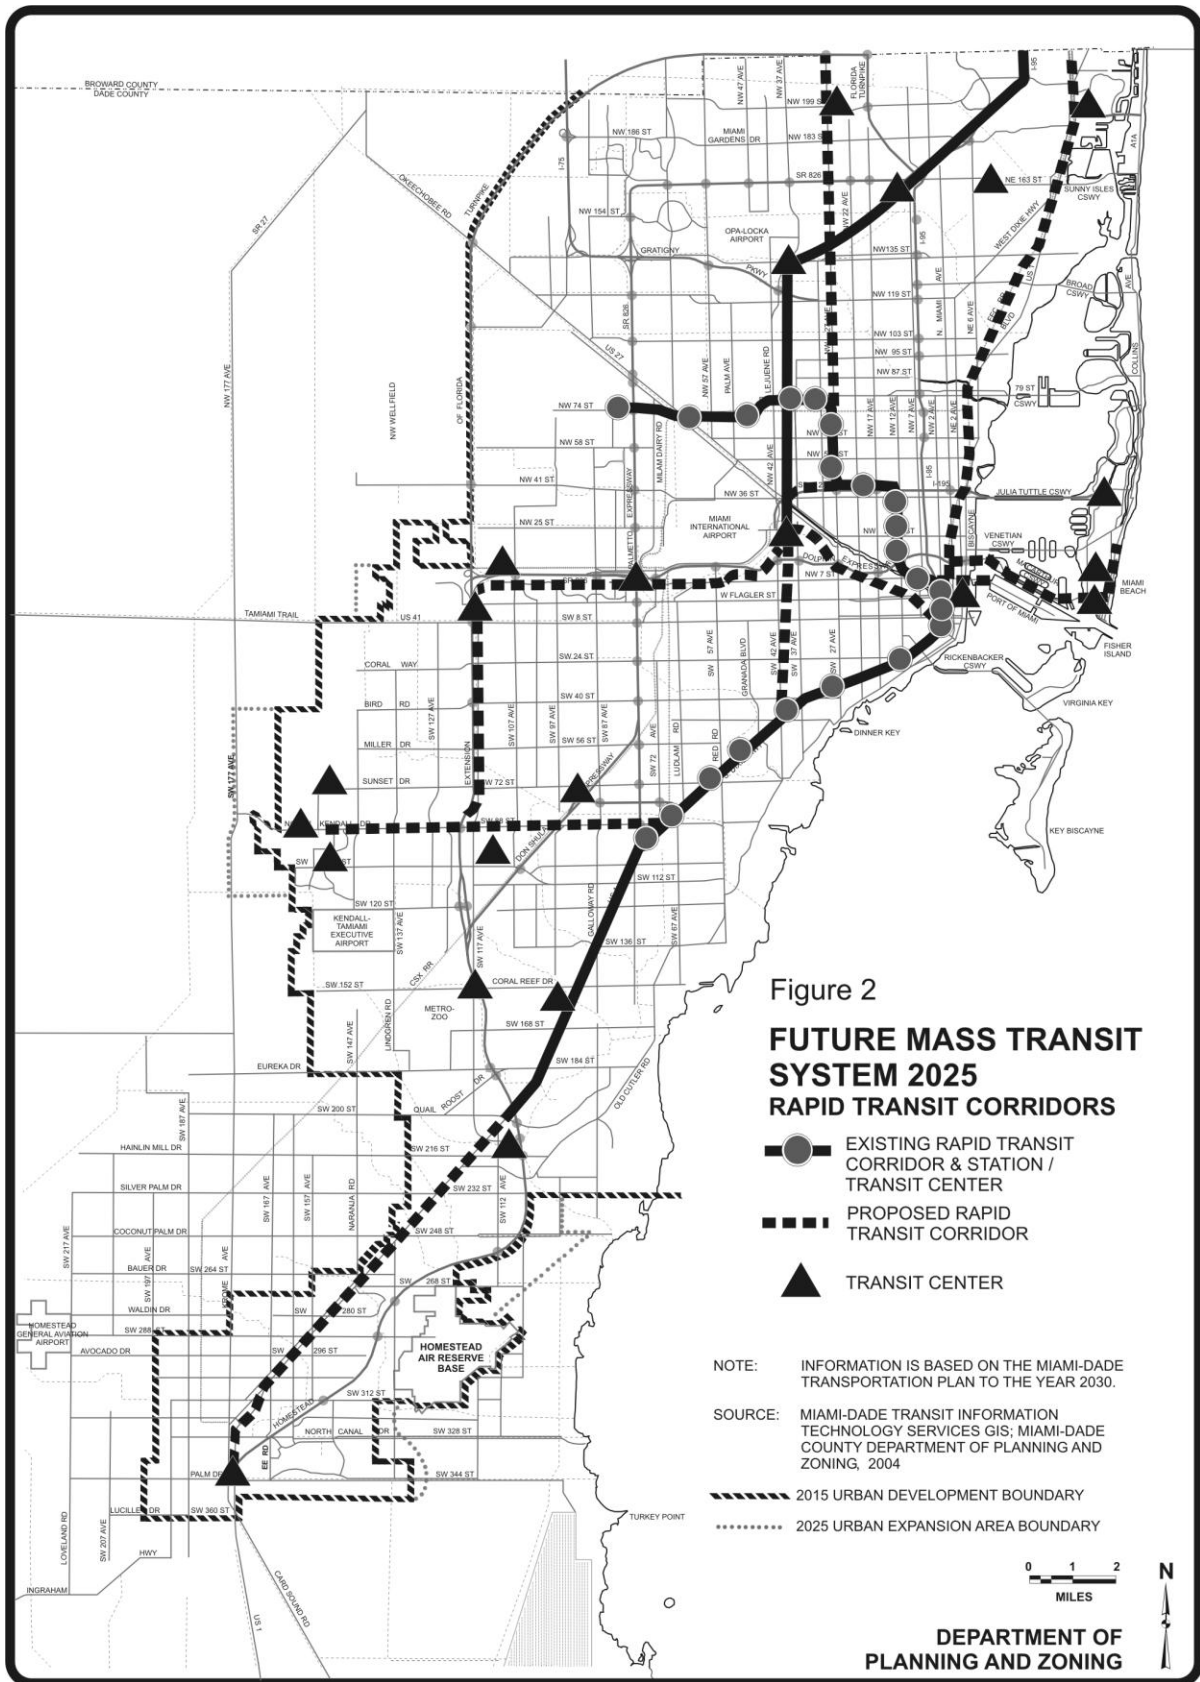 BROWARD COUNTY
DADE COUNTY
I-95
NW 47 AVE
NW 37 AVE
FLORIDA
TURNPIKE
NW 199 S
I-75
NW 186 ST
MIAMI
GARDENS DR
NW 183
A1A
OKEECHOBEE RD
TURNPIKE
SR 826
NE 163 ST
SUNNY ISLES
CSWY
SR 27
NW 154 ST
NW 22 AVE
WEST DIXIE HWY
OPA-LOCKA
AIRPORT
I-95
GRATIGNY
PKWY
NW135 ST
AVE
US 1
BROAD
CSWY
AVE
NW 119 ST
N. MIAMI
NE 6 AVE
BLVD
SR 826
US 27
NW 103 ST
NW 95 ST
NW 87 ST
COLLINS
NW 177 AVE
NW WELLFIELD
OF FLORIDA
NW 57 AVE
PALM AVE
LEJUNE RD
79 ST
CSWY
NW 74 ST
NW 17 AVE
NW 12 AVE
NW 7 AVE
NW 2 AVE
NE 2 AVE
NW 58 ST
MILAM DAIRY RD
NW 42 AVE
NW 41 ST
EXPRESSWAY
NW 36 ST
I-95
I-195
JULIA TUTTLE CSWY
NW 25 ST
MIAMI
INTERNATIONAL
AIRPORT
PALMETTO
BISCAYNE
VENETIAN
CSWY
DOLPHIN
EXPRESS
NW 7 ST
MIAMI
BEACH
W FLAGLER ST
PORT OF MIAMI
TAMIAMI TRAIL
US 41
SW 8 ST
FISHER
ISLAND
CORAL WAY
SW 24 ST
SW 57 AVE
GRANADA BLVD
SW 42 AVE
SW 37 AVE
SW 27 AVE
RICKENBACKER
CSWY
BIRD RD
SW 127 AVE
SW 40 ST
VIRGINIA KEY
SW 107 AVE
SW 97 AVE
SW 87 AVE
DINNER KEY
MILLER DR
SW 56 ST
SW 72 AVE
LUDLAM RD
RED RD
EXTENSION
SUNSET DR
SW 72 ST
SW 177 AVE
KENDALL DR
DON SHULA
KEY BISCAYNE
SW 112 ST
SW 120 ST
GALLOWAY RD
SW 67 AVE
KENDALL-
TAMIAMI
EXECUTIVE
AIRPORT
SW 137 AVE
SW 117 AVE
SW 136 ST
CSX RR
SW 152 ST
CORAL REEF DR
METRO-
ZOO
SW 147 AVE
LINDGREN RD
SW 168 ST
EUREKA DR
SW 184 ST
SW 187 AVE
OLD CUTLER RD
SW 200 ST
QUAIL ROOST DR
HAINLIN MILL DR
SW 216 ST
SILVER PALM DR
SW 167 AVE
SW 157 AVE
NARANJA RD
SW 232 ST
SW 112 AVE
SW 217 AVE
COCONUT PALM DR
SW 248 ST
SW 197 AVE
KROME AVE
BAUER DR
SW 264 ST
SW 268 ST
WALDIN DR
SW 280 ST
HOMESTEAD
GENERAL AVIATION
AIRPORT
SW 288 ST
AVOCADO DR
SW 296 ST
HOMESTEAD
AIR RESERVE
BASE
SW 312 ST
HOMESTEAD
NORTH CANAL DR
SW 328 ST
PALM DR
SW 344 ST
LOVELAND RD
SW 207 AVE
LUCILLE DR
SW 360 ST
TURKEY POINT
HWY
INGRAHAM
US 1
CARD SOUND RD
Figure 2
FUTURE MASS TRANSIT
SYSTEM 2025
RAPID TRANSIT CORRIDORS
EXISTING RAPID TRANSIT
CORRIDOR & STATION /
TRANSIT CENTER
PROPOSED RAPID
TRANSIT CORRIDOR
TRANSIT CENTER
NOTE: INFORMATION IS BASED ON THE MIAMI-DADE
TRANSPORTATION PLAN TO THE YEAR 2030.
SOURCE: MIAMI-DADE TRANSIT INFORMATION
TECHNOLOGY SERVICES GIS; MIAMI-DADE
COUNTY DEPARTMENT OF PLANNING AND
ZONING, 2004
2015 URBAN DEVELOPMENT BOUNDARY
2025 URBAN EXPANSION AREA BOUNDARY
0 1 2
MILES
N
DEPARTMENT OF
PLANNING AND ZONING